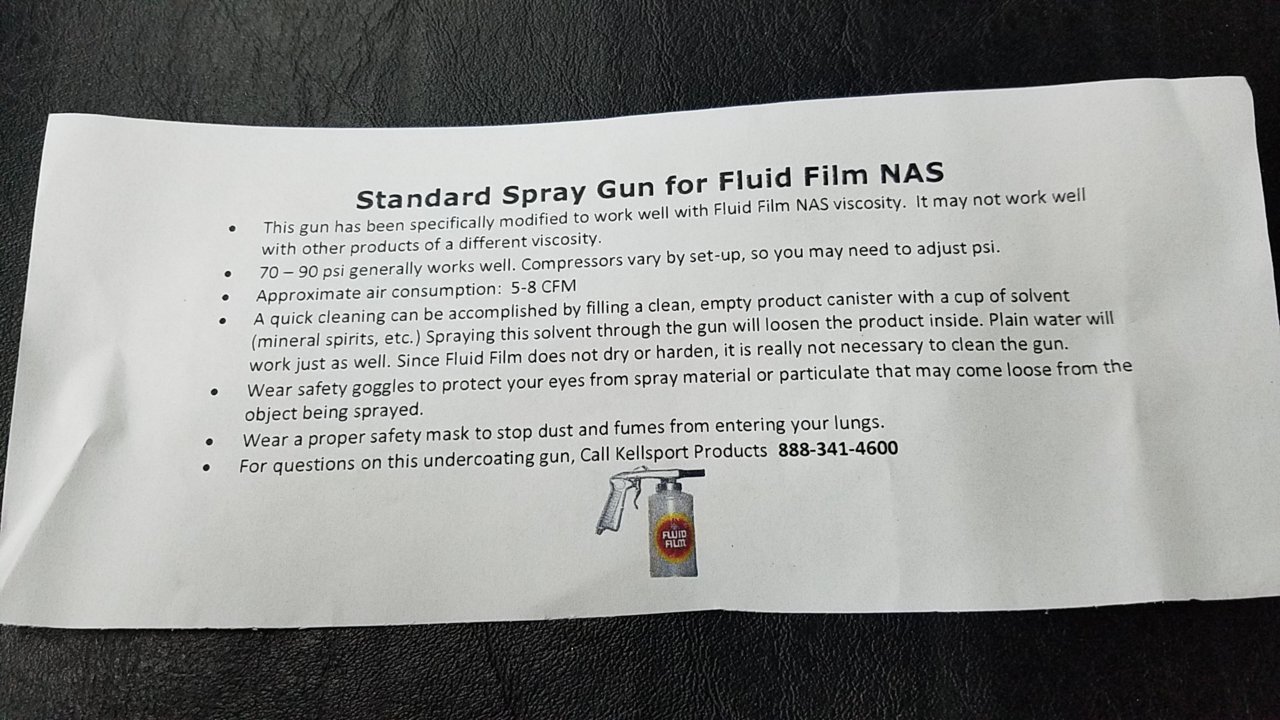 Standard Spray Gun for Fluid Film NAS
• This gun has been specifically modified to work well with Fluid Film NAS viscosity. It may not work well
with other products of a different viscosity.
• 70 – 90 psi generally works well. Compressors vary by set-up, so you may need to adjust psi.
• Approximate air consumption: 5-8 CFM
• A quick cleaning can be accomplished by filling a clean, empty product canister with a cup of solvent
(mineral spirits, etc.) Spraying this solvent through the gun will loosen the product inside. Plain water will
work just as well. Since Fluid Film does not dry or harden, it is really not necessary to clean the gun.
• Wear safety goggles to protect your eyes from spray material or particulate that may come loose from the
object being sprayed.
• Wear a proper safety mask to stop dust and fumes from entering your lungs.
• For questions on this undercoating gun, Call Kellsport Products 888-341-4600
FLUID
FILM